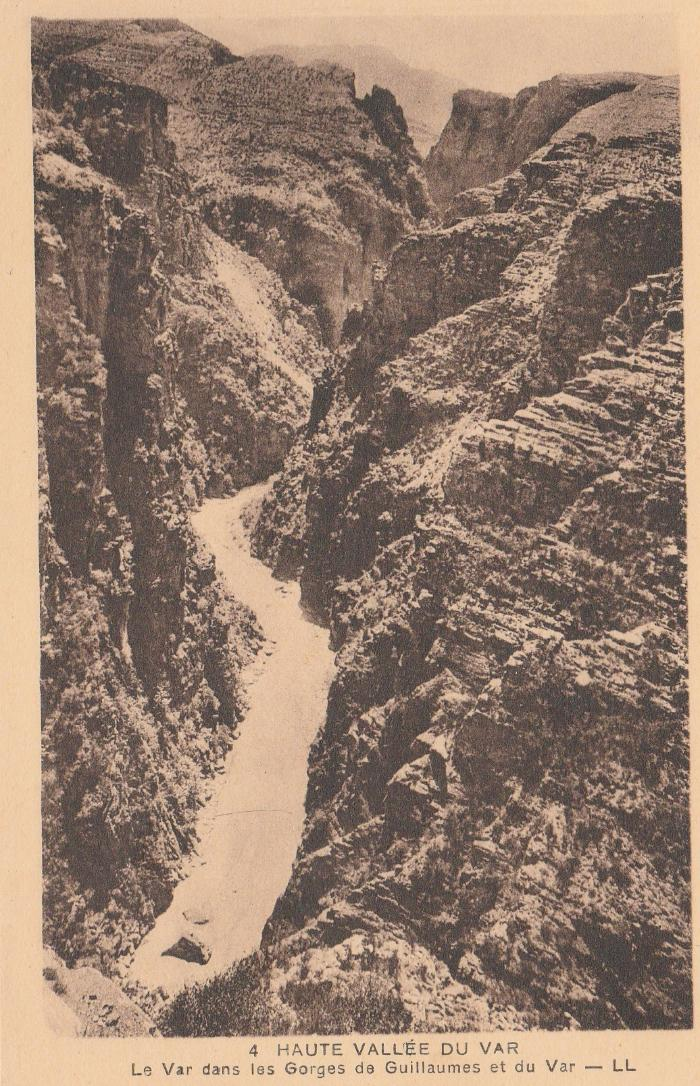 4 HAUTE VALLÉE DU VAR
Le Var dans les Gorges de Guillaumes et du Var — LL